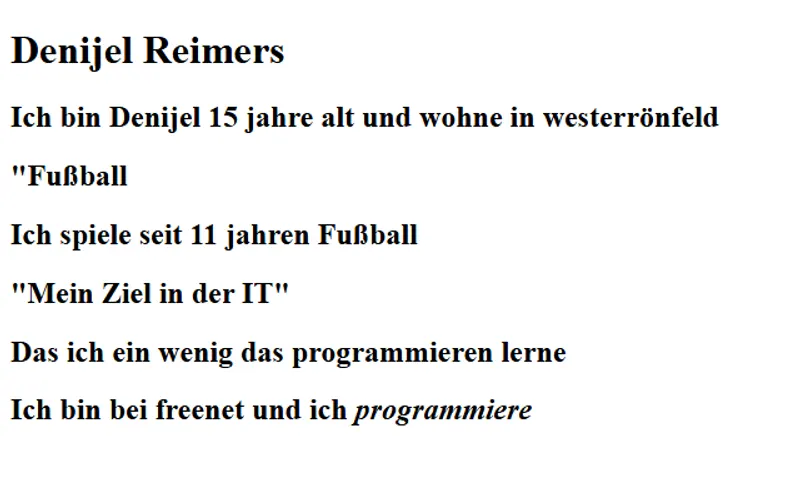 Denijel Reimers
Ich bin Denijel 15 jahre alt und wohne in westerrönfeld
"Fußball
Ich spiele seit 11 jahren Fußball
"Mein Ziel in der IT"
Das ich ein wenig das programmieren lerne
Ich bin bei freenet und ich programmiere